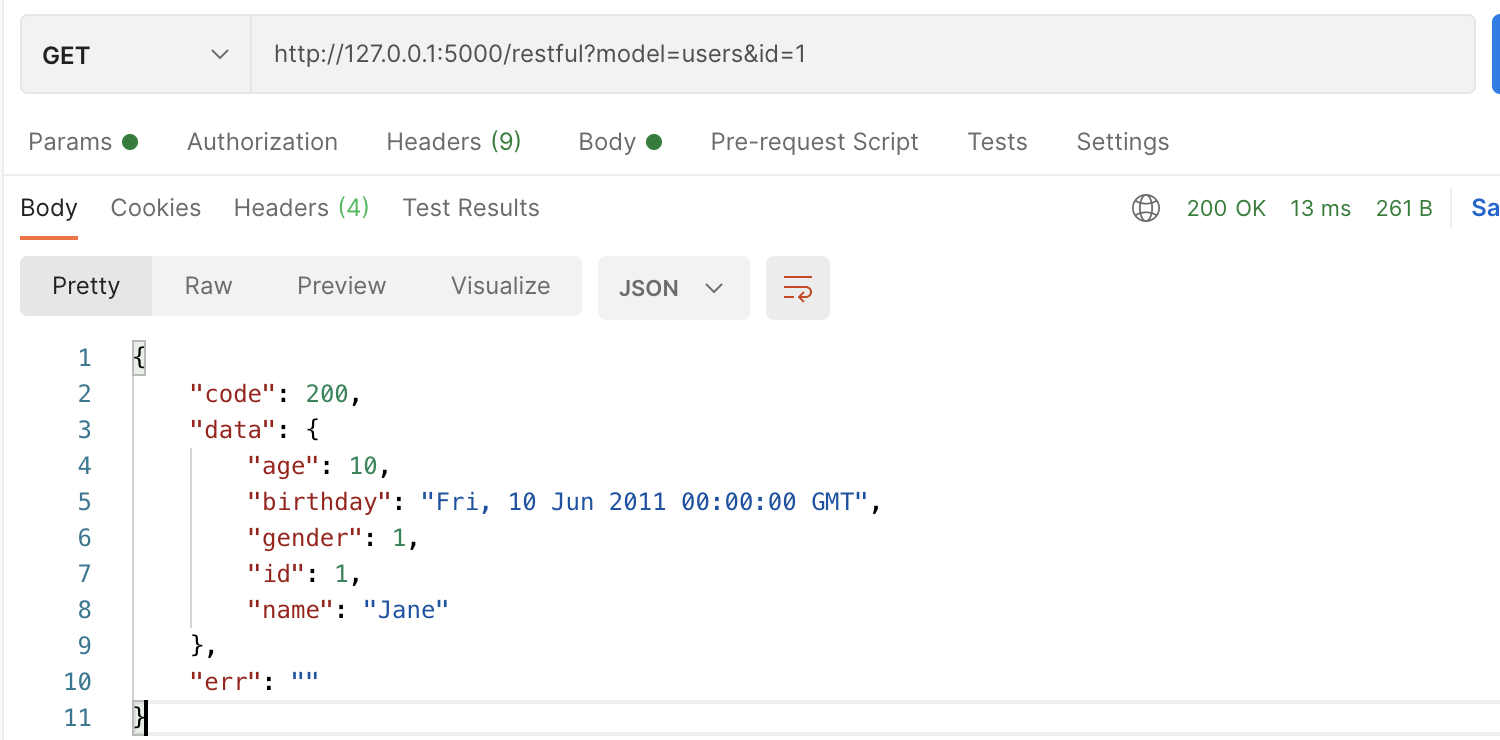 GET http://127.0.0.1:5000/restful?model=users&id=1
Params Authorization Headers (9) Body Pre-request Script Tests Settings
Body Cookies Headers (4) Test Results 200 OK 13 ms 261 B Sa
Pretty Raw Preview Visualize JSON
1 {
2 "code": 200,
3 "data": {
4 "age": 10,
5 "birthday": "Fri, 10 Jun 2011 00:00:00 GMT",
6 "gender": 1,
7 "id": 1,
8 "name": "Jane"
9 },
10 "err": ""
11 }